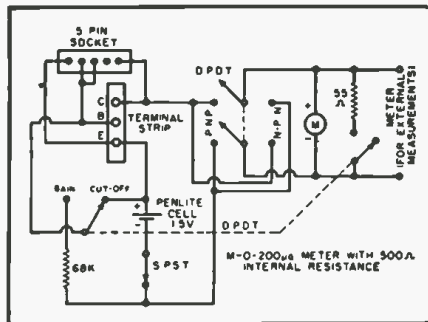 5 PIN
SOCKET
C
B
E
TERMINAL
STRIP
DPDT
PNP
N-P-N
+
M
-
55
Ω
METER
(FOR EXTERNAL
MEASUREMENTS)
GAIN
CUT-OFF
PENLITE
CELL
1.5V
+
-
DPDT
SPST
68K
M-0-200μa METER WITH 500Ω
INTERNAL RESISTANCE